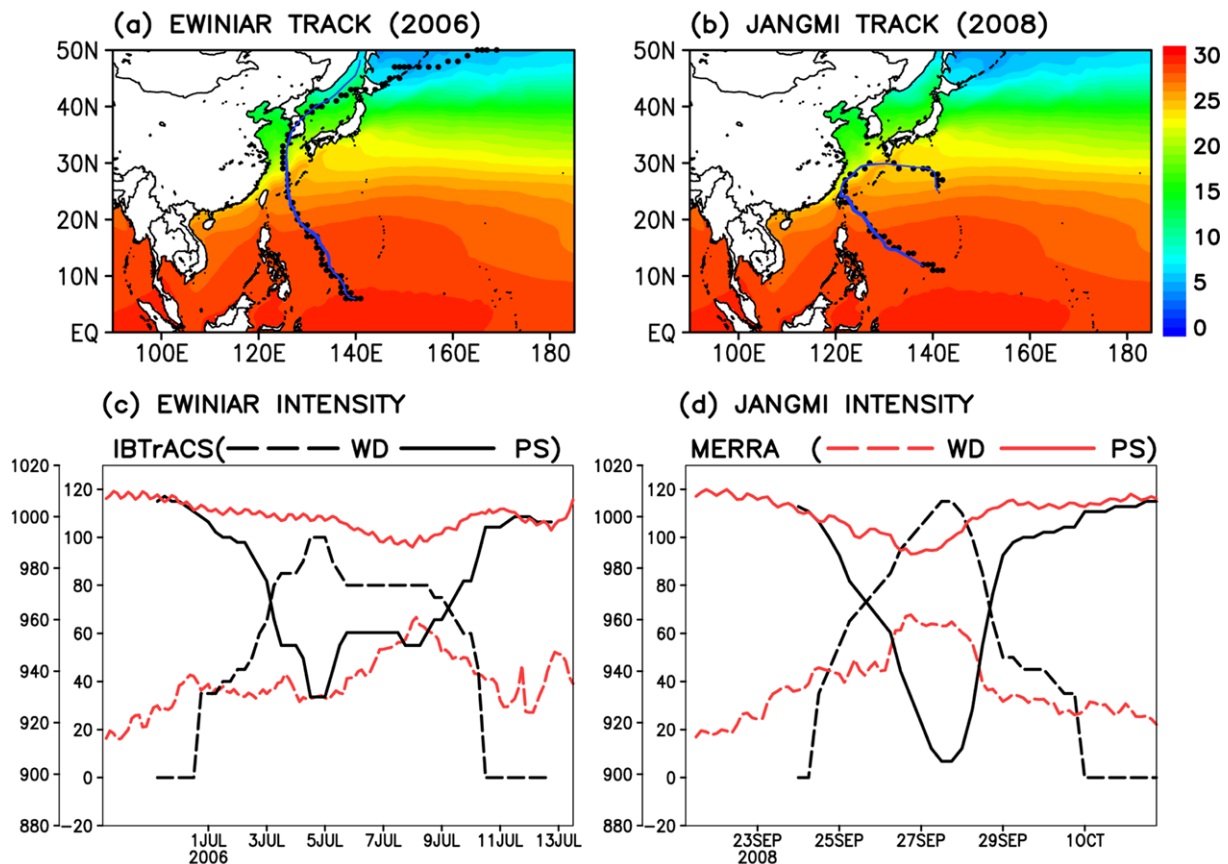 (a) EWINIAR TRACK (2006)
(b) JANGMI TRACK (2008)
50N
40N
30N
20N
10N
EQ
100E 120E 140E 160E 180
50N
40N
30N
20N
10N
EQ
100E 120E 140E 160E 180
30
25
20
15
10
5
0
(c) EWINIAR INTENSITY
(d) JANGMI INTENSITY
IBTrACS( WD PS)
MERRA ( WD PS)
1020
1000
980
960
940
920
900
880
120
100
80
60
40
20
0
-20
1JUL 3JUL 5JUL 7JUL 9JUL 11JUL 13JUL
2006
1020
1000
980
960
940
920
900
880
120
100
80
60
40
20
0
-20
23SEP 25SEP 27SEP 29SEP 1OCT
2008